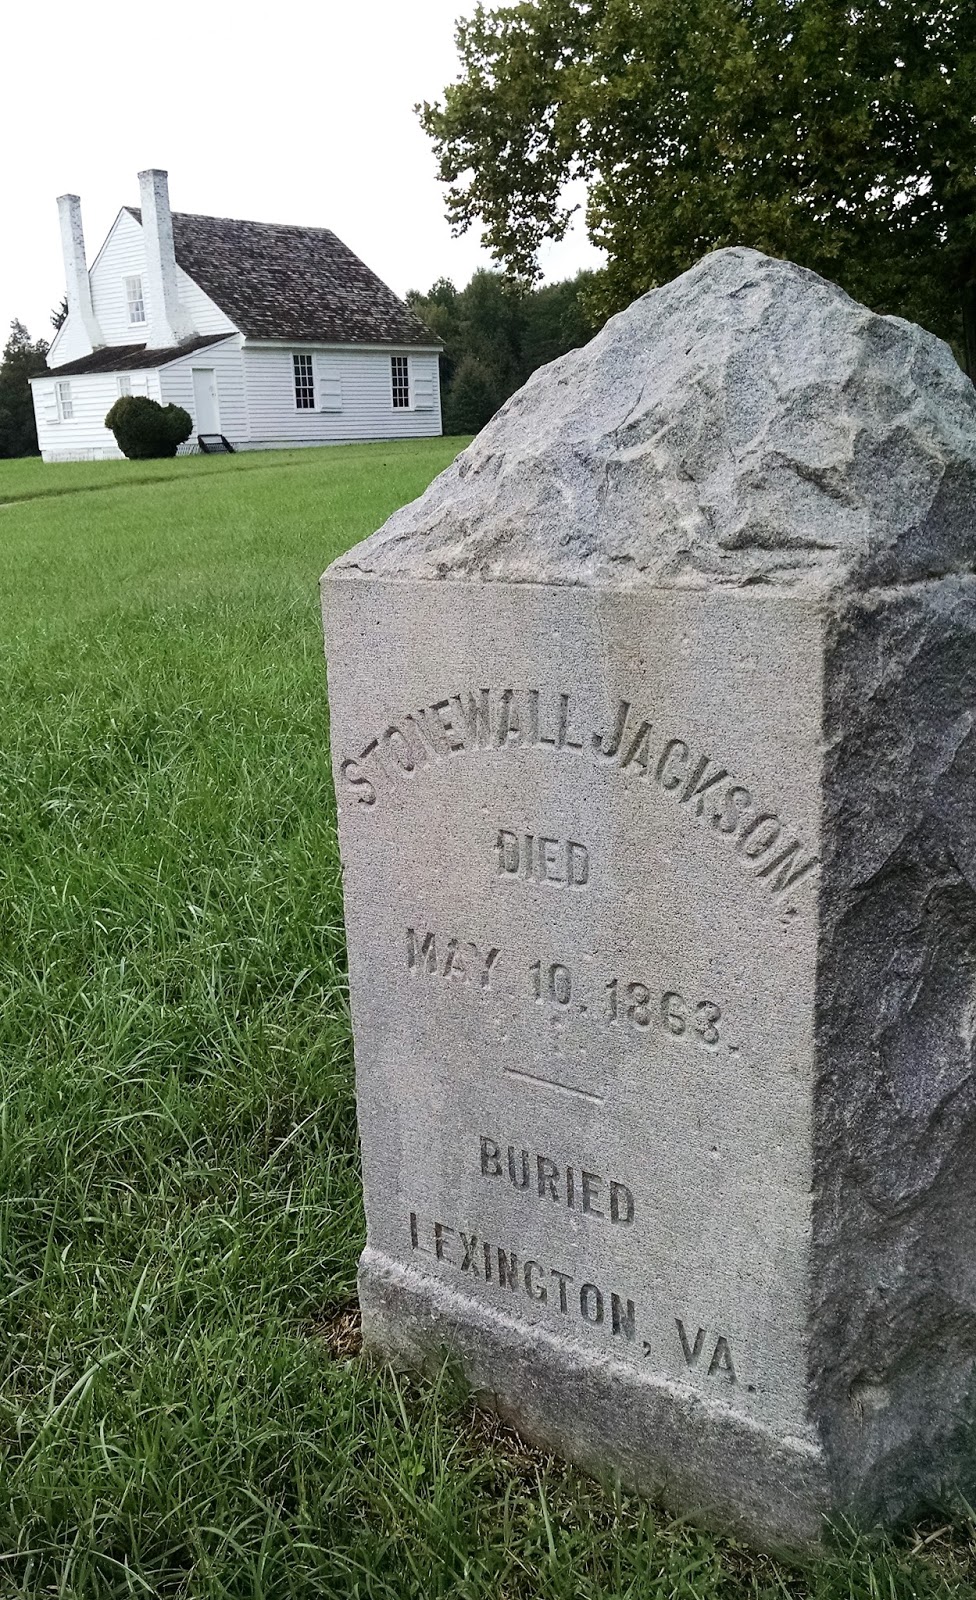 STONEWALL JACKSON.
DIED
MAY 10. 1863.
BURIED
LEXINGTON, VA.